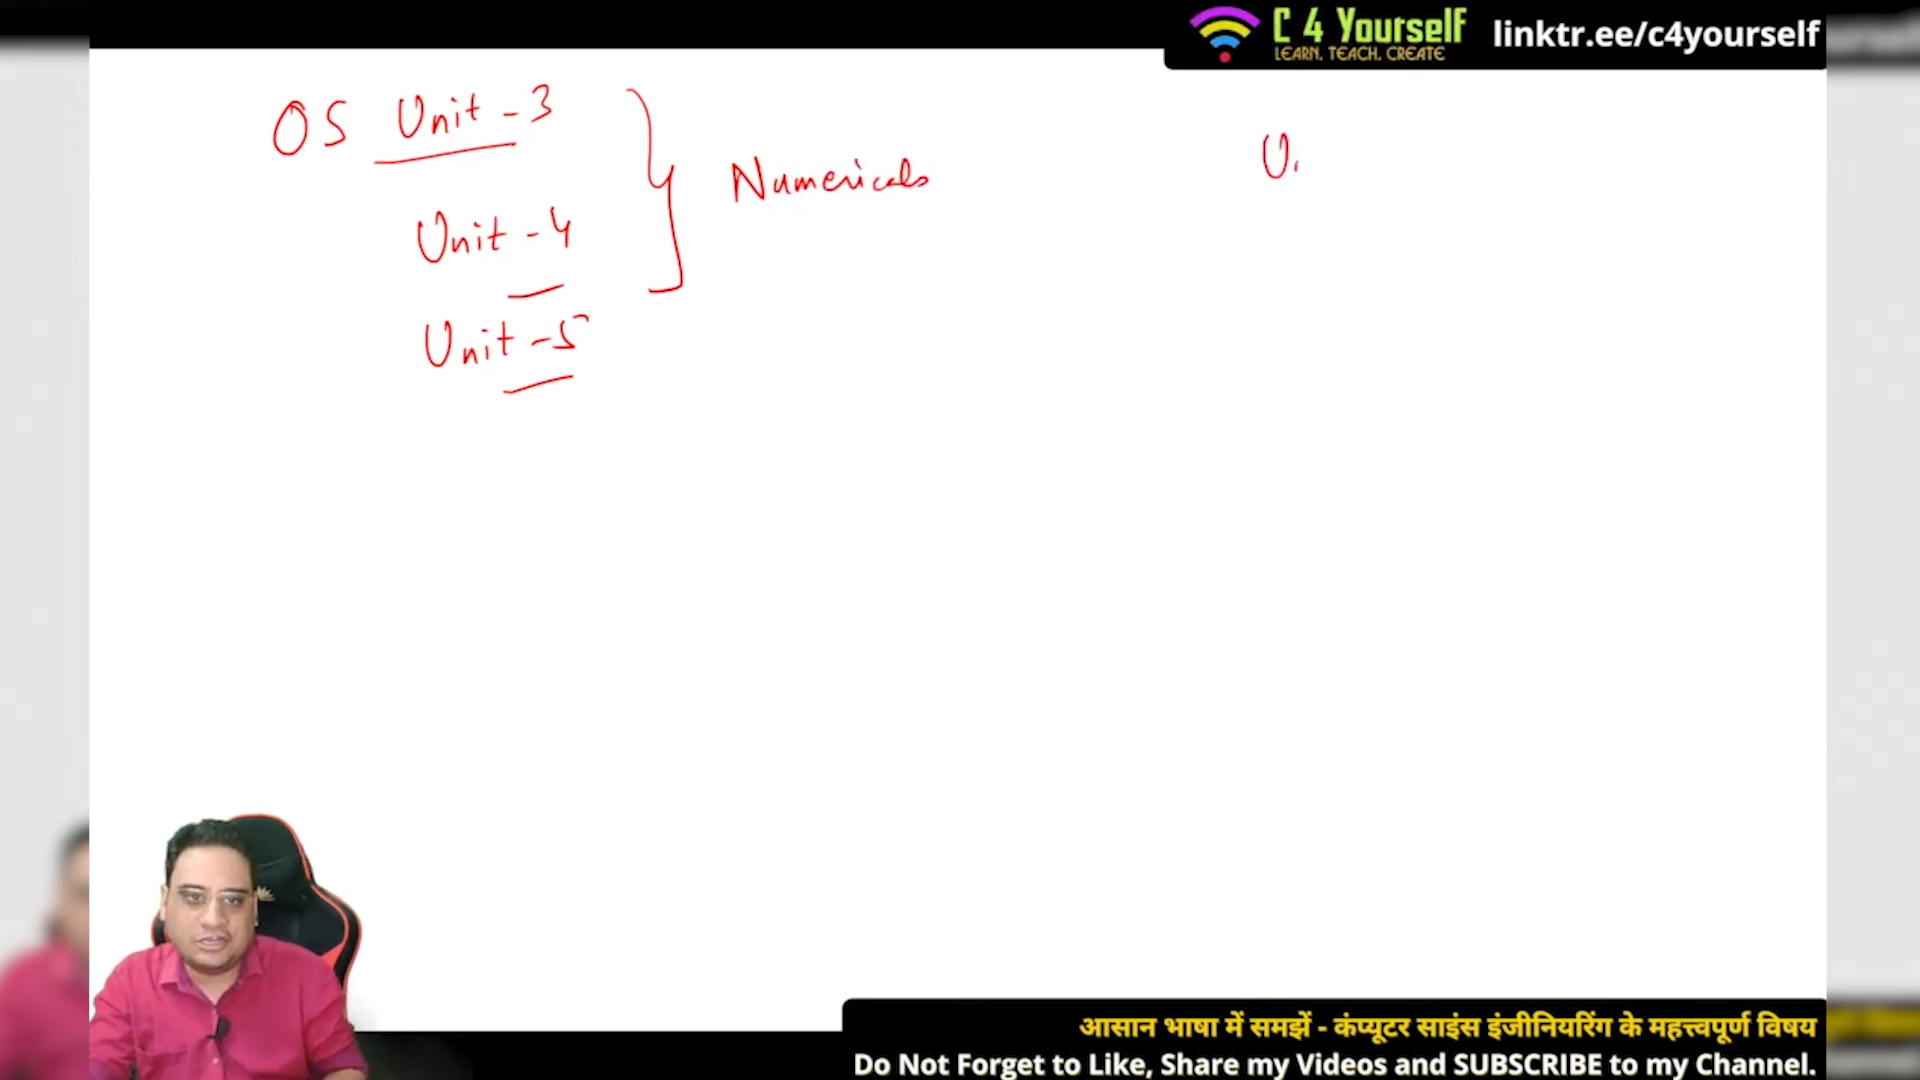 C 4 Yourself
LEARN. TEACH. CREATE
linktr.ee/c4yourself
OS Unit - 3
Unit - 4
Unit - 5
Numericals
U.
आसान भाषा में समझें - कंप्यूटर साइंस इंजीनियरिंग के महत्त्वपूर्ण विषय
Do Not Forget to Like, Share my Videos and SUBSCRIBE to my Channel.